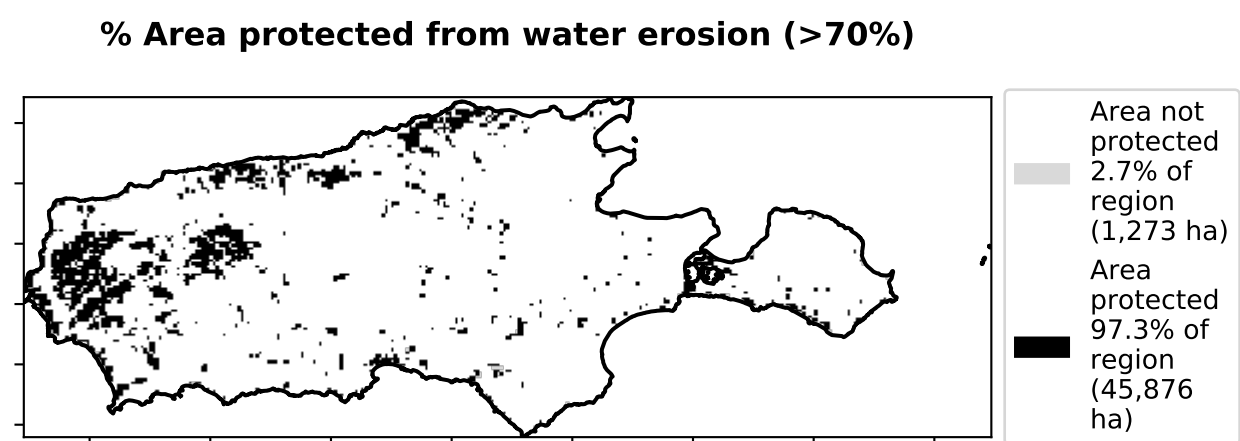 % Area protected from water erosion (>70%)
Area not
protected
2.7% of
region
(1,273 ha)
Area
protected
97.3% of
region
(45,876
ha)